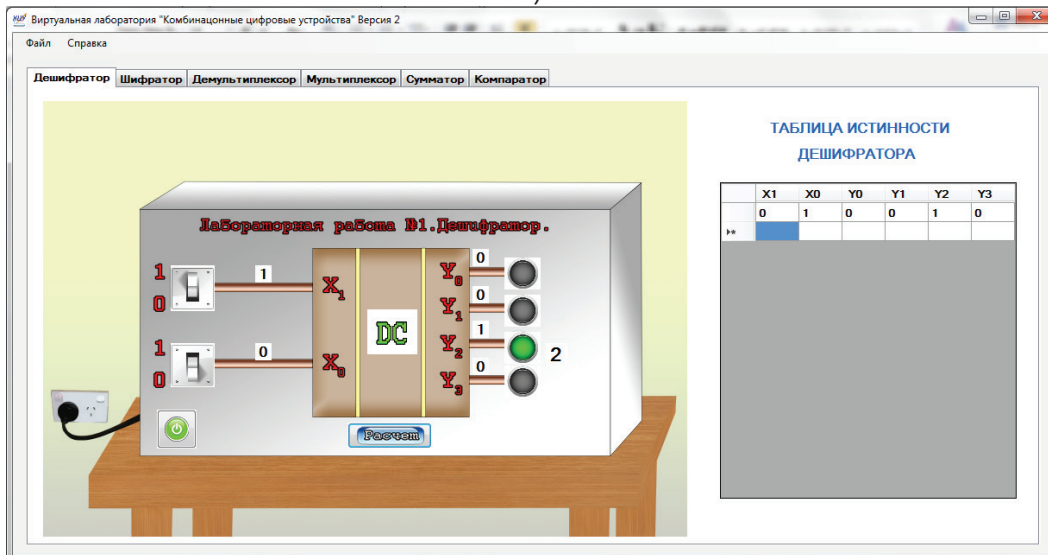 Виртуальная лаборатория "Комбинацонные цифровые устройства" Версия 2
Файл Справка
Дешифратор Шифратор Демультиплексор Мультиплексор Сумматор Компаратор
ТАБЛИЦА ИСТИННОСТИ
ДЕШИФРАТОРА
X1 X0 Y0 Y1 Y2 Y3
0 1 0 0 1 0
Лабораторная работа №1.Дешифратор.
1
0
1
X1
1
0
0
X0
DC
Y0 0
Y1 0
Y2 1
2
Y3 0
Расчет